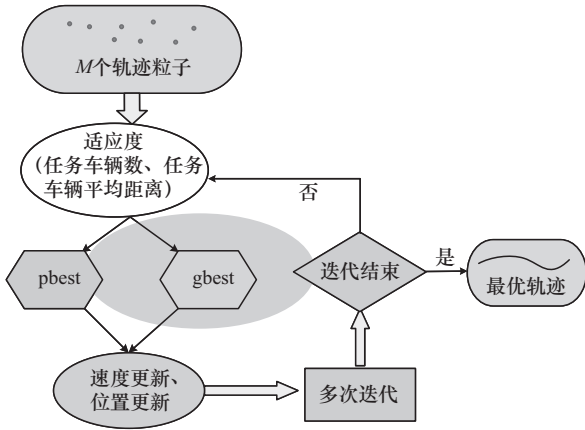 M个轨迹粒子
适应度
(任务车辆数、任务
车辆平均距离)
否
pbest
gbest
迭代结束
是
最优轨迹
速度更新、
位置更新
多次迭代